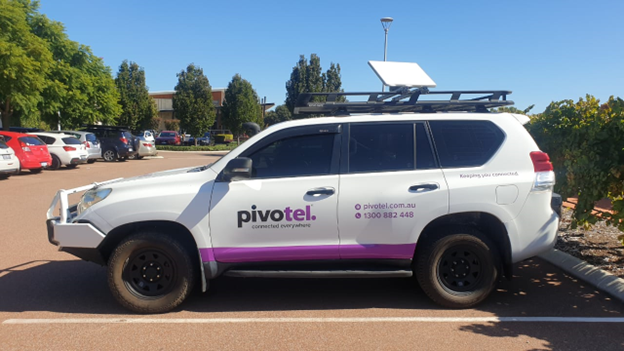 pivotel.
connected everywhere
pivotel.com.au
1300 882 448
Keeping you connected.